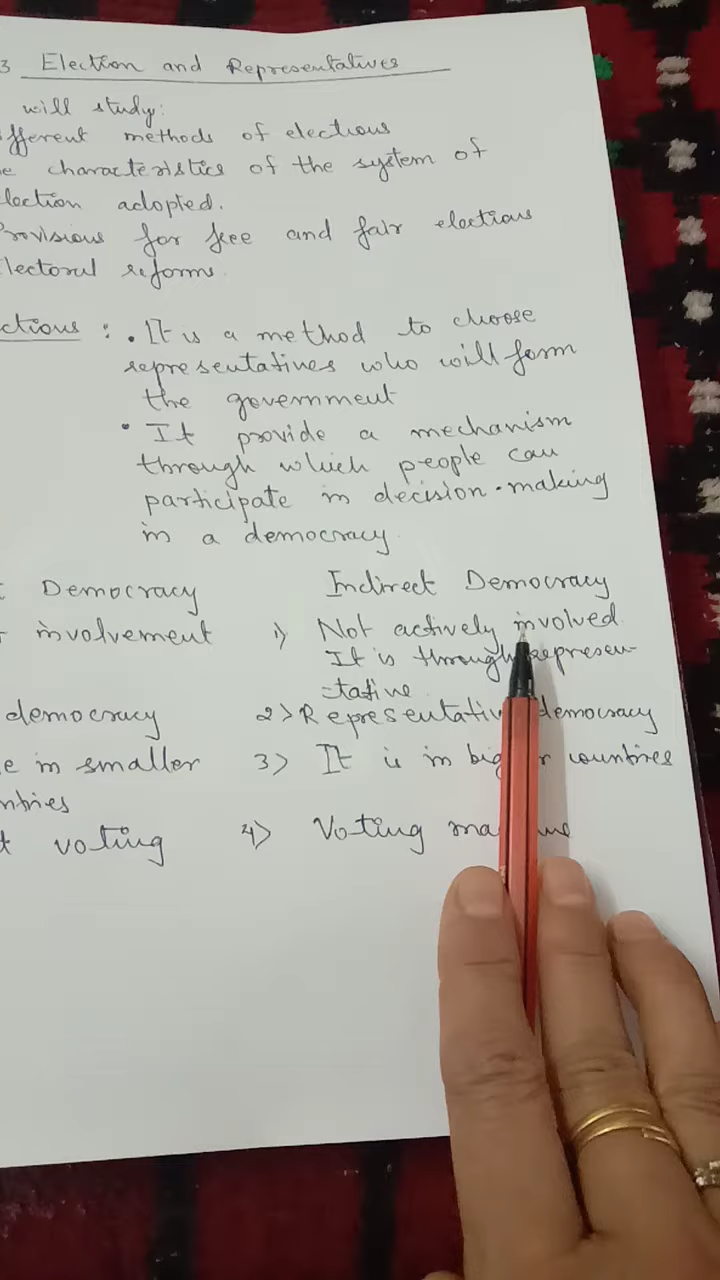 3 Election and Representatives
will study:
fferent methods of elections
e characteristics of the system of
lection adopted.
rovisions for free and fair elections
lectoral reforms.
ctions : • It is a method to choose
representatives who will form
the government
• It provide a mechanism
through which people can
participate in decision-making
in a democracy.
t Democracy Indirect Democracy
involvement 1) Not actively involved
It is through represen-
-tative
democracy 2> Representativ democracy
e in smaller 3> It is in big r countries
ntries
t voting 4> Voting ma ne